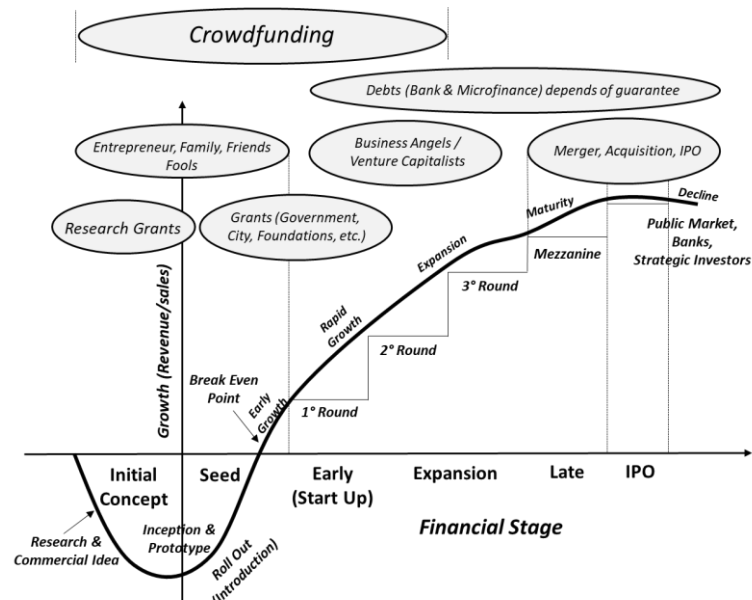 Crowdfunding
Debts (Bank & Microfinance) depends of guarantee
Entrepreneur, Family, Friends
Fools
Business Angels /
Venture Capitalists
Merger, Acquisition, IPO
Research Grants
Grants (Government,
City, Foundations, etc.)
Maturity
Decline
Public Market,
Banks,
Strategic Investors
Expansion
Mezzanine
3° Round
Rapid
Growth
2° Round
Growth (Revenue/sales)
Break Even
Point
Early
Growth
1° Round
Initial
Concept
Seed
Early
(Start Up)
Expansion
Late
IPO
Financial Stage
Research &
Commercial Idea
Inception &
Prototype
Roll Out
(Introduction)